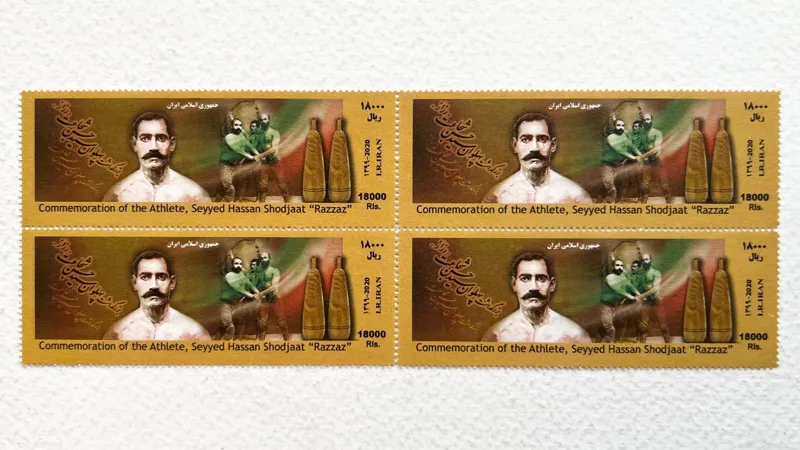 جمهوری اسلامی ایران
۱۸۰۰۰
ریال
۱۳۹۹-2020
I.R.IRAN
18000
Rls.
Commemoration of the Athlete, Seyyed Hassan Shodjaat “Razzaz”
جمهوری اسلامی ایران
۱۸۰۰۰
ریال
۱۳۹۹-2020
I.R.IRAN
18000
Rls.
Commemoration of the Athlete, Seyyed Hassan Shodjaat “Razzaz”
جمهوری اسلامی ایران
۱۸۰۰۰
ریال
۱۳۹۹-2020
I.R.IRAN
18000
Rls.
Commemoration of the Athlete, Seyyed Hassan Shodjaat “Razzaz”
جمهوری اسلامی ایران
۱۸۰۰۰
ریال
۱۳۹۹-2020
I.R.IRAN
18000
Rls.
Commemoration of the Athlete, Seyyed Hassan Shodjaat “Razzaz”